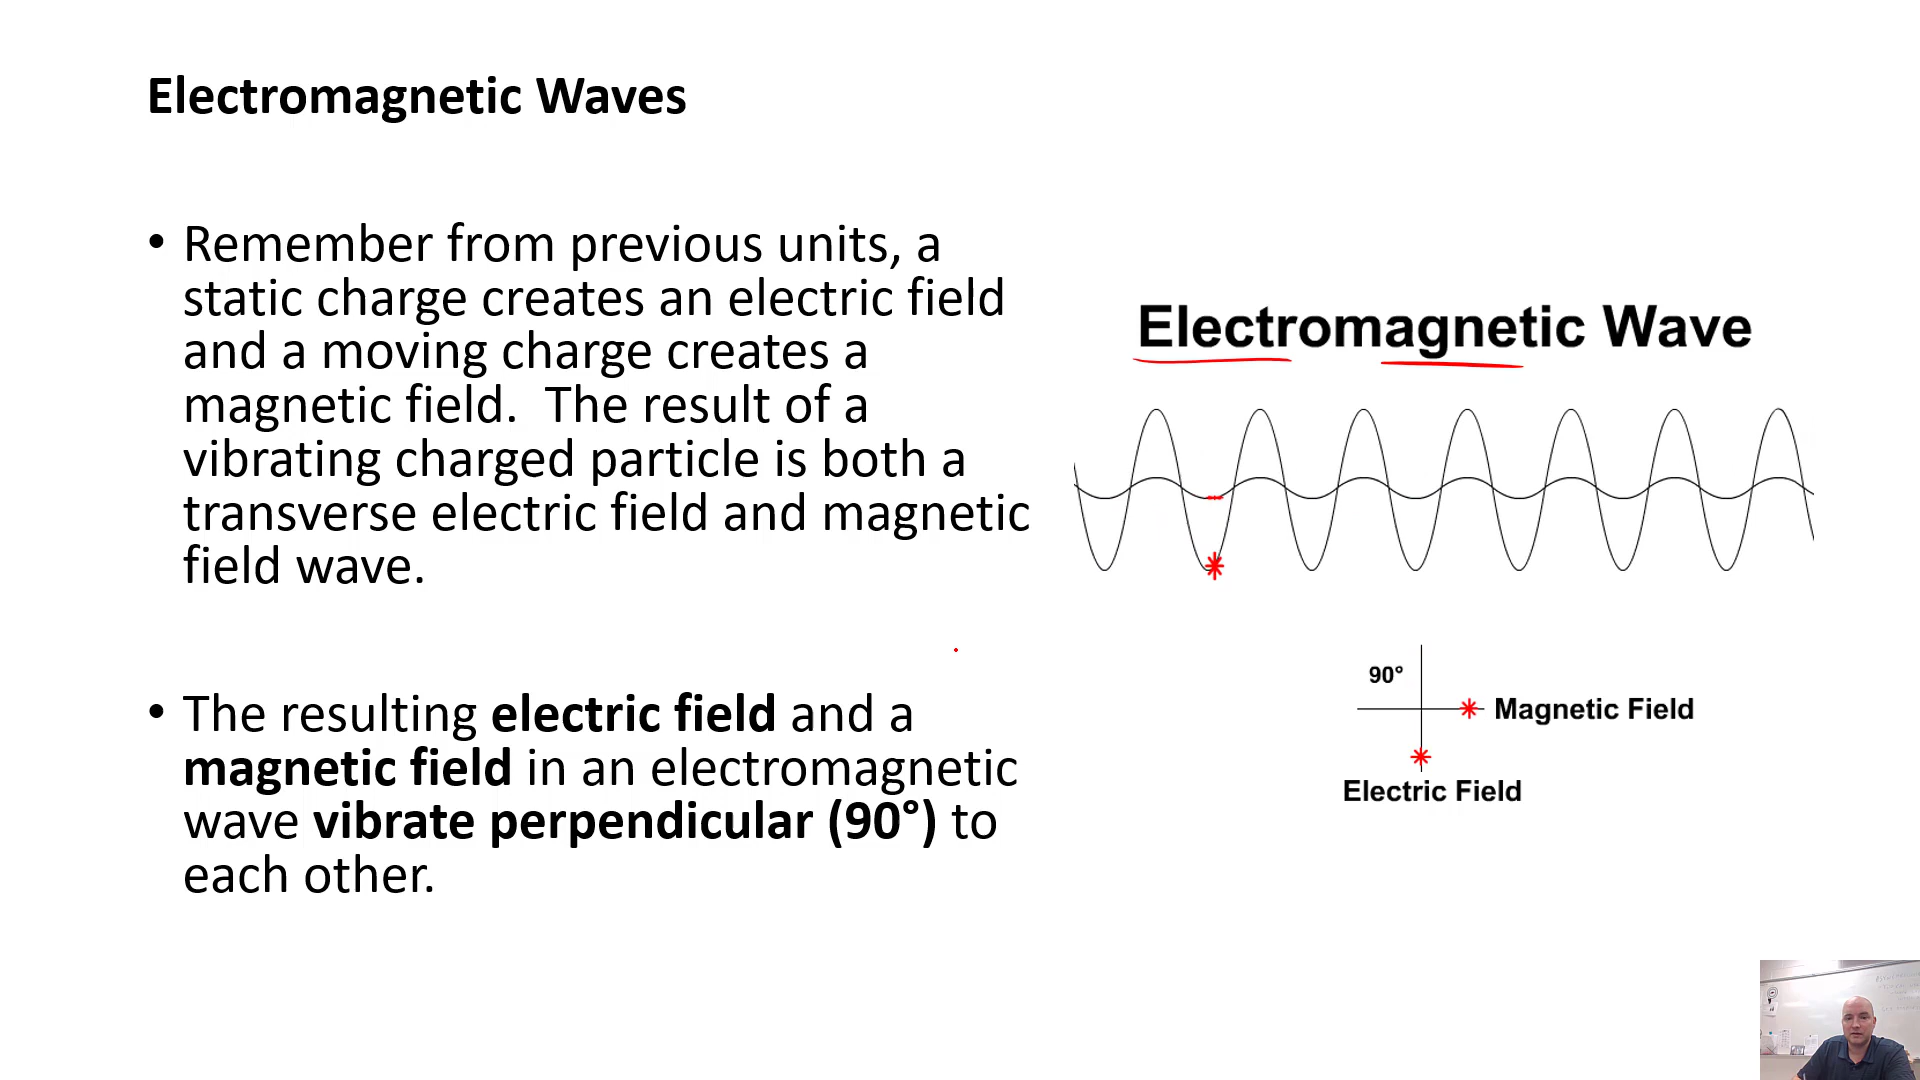 Electromagnetic Waves
• Remember from previous units, a
static charge creates an electric field
and a moving charge creates a
magnetic field.  The result of a
vibrating charged particle is both a
transverse electric field and magnetic
field wave.
• The resulting electric field and a
magnetic field in an electromagnetic
wave vibrate perpendicular (90°) to
each other.
Electromagnetic Wave
90°
Magnetic Field
Electric Field